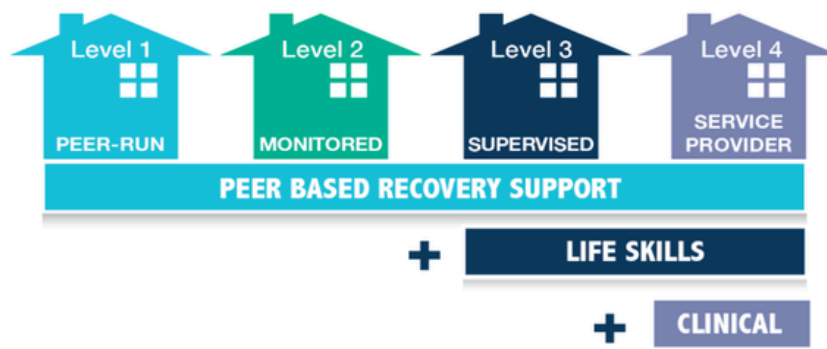 Level 1
Level 2
Level 3
Level 4
PEER-RUN
MONITORED
SUPERVISED
SERVICE
PROVIDER
PEER BASED RECOVERY SUPPORT
+ LIFE SKILLS
+ CLINICAL